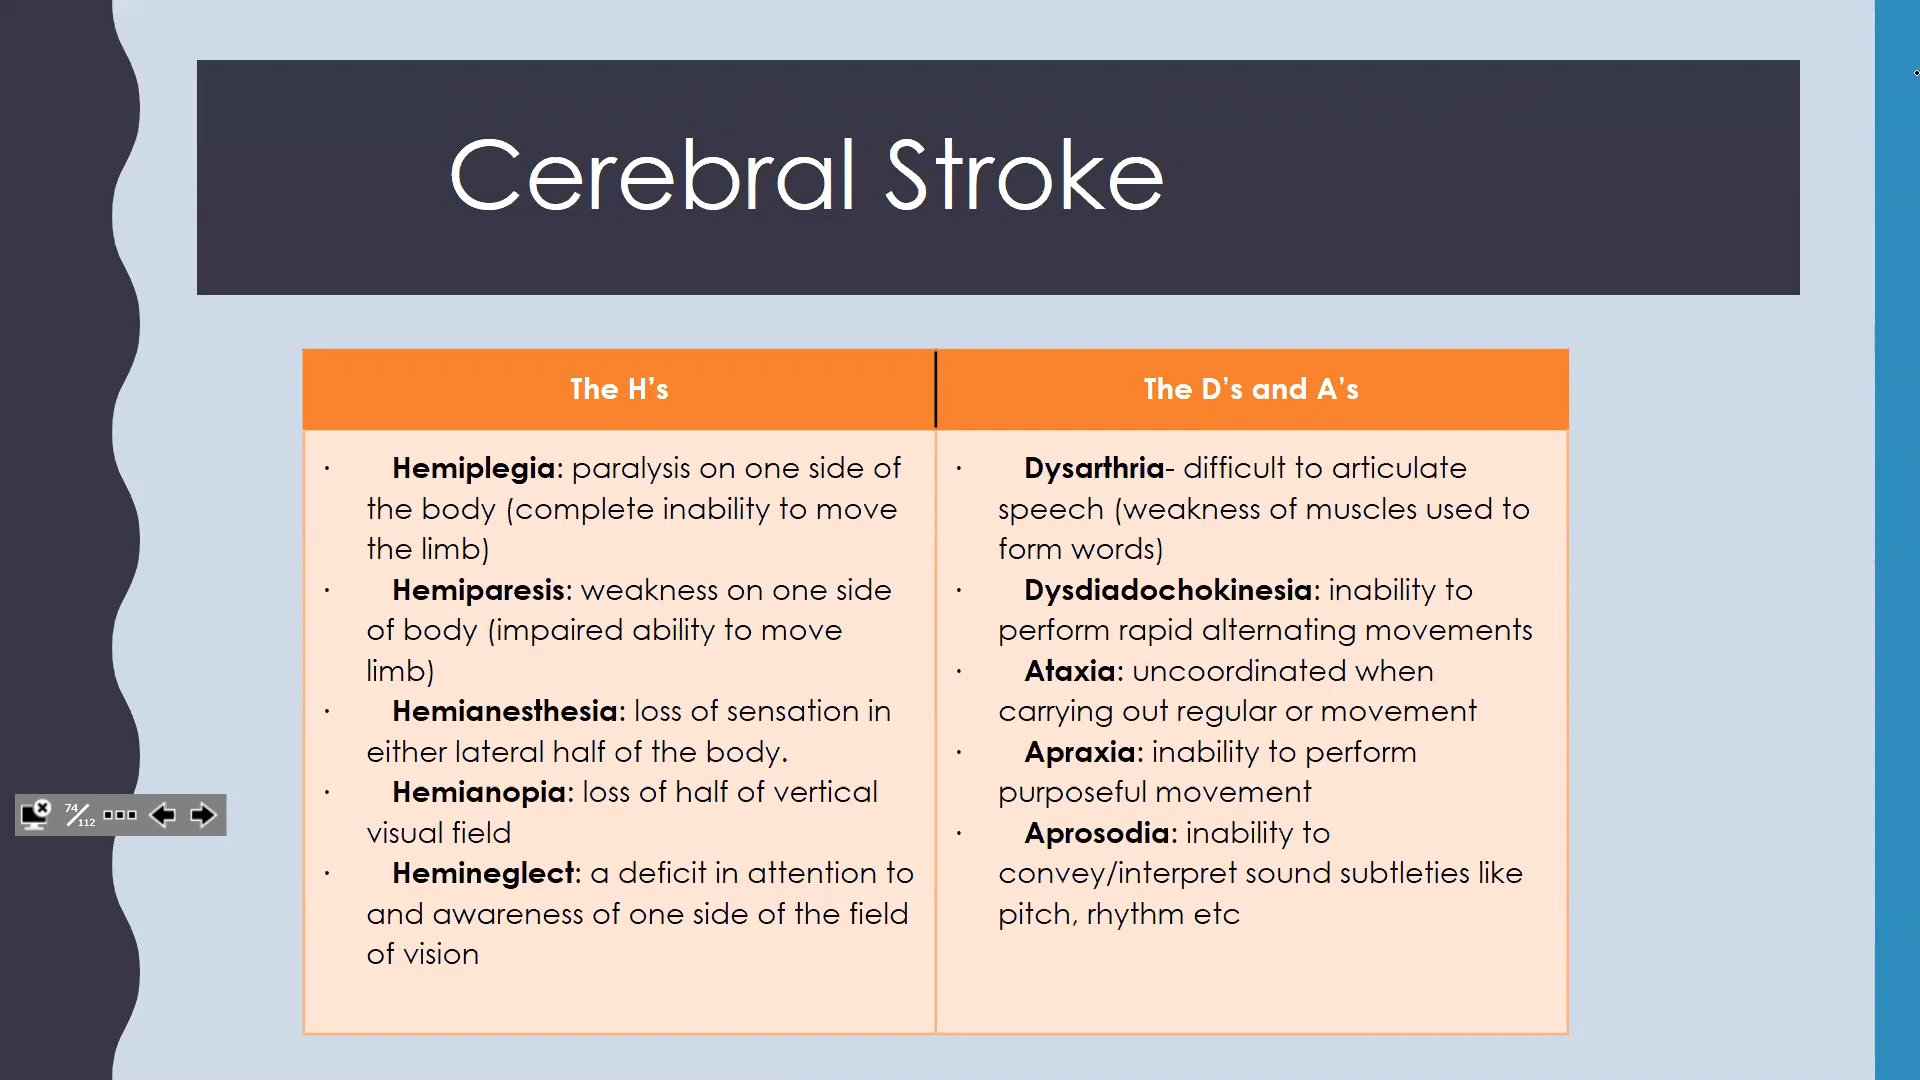 Cerebral Stroke
The H's
· Hemiplegia: paralysis on one side of
the body (complete inability to move
the limb)
· Hemiparesis: weakness on one side
of body (impaired ability to move
limb)
· Hemianesthesia: loss of sensation in
either lateral half of the body.
· Hemianopia: loss of half of vertical
visual field
· Hemineglect: a deficit in attention to
and awareness of one side of the field
of vision
The D's and A's
· Dysarthria- difficult to articulate
speech (weakness of muscles used to
form words)
· Dysdiadochokinesia: inability to
perform rapid alternating movements
· Ataxia: uncoordinated when
carrying out regular or movement
· Apraxia: inability to perform
purposeful movement
· Aprosodia: inability to
convey/interpret sound subtleties like
pitch, rhythm etc
74/112